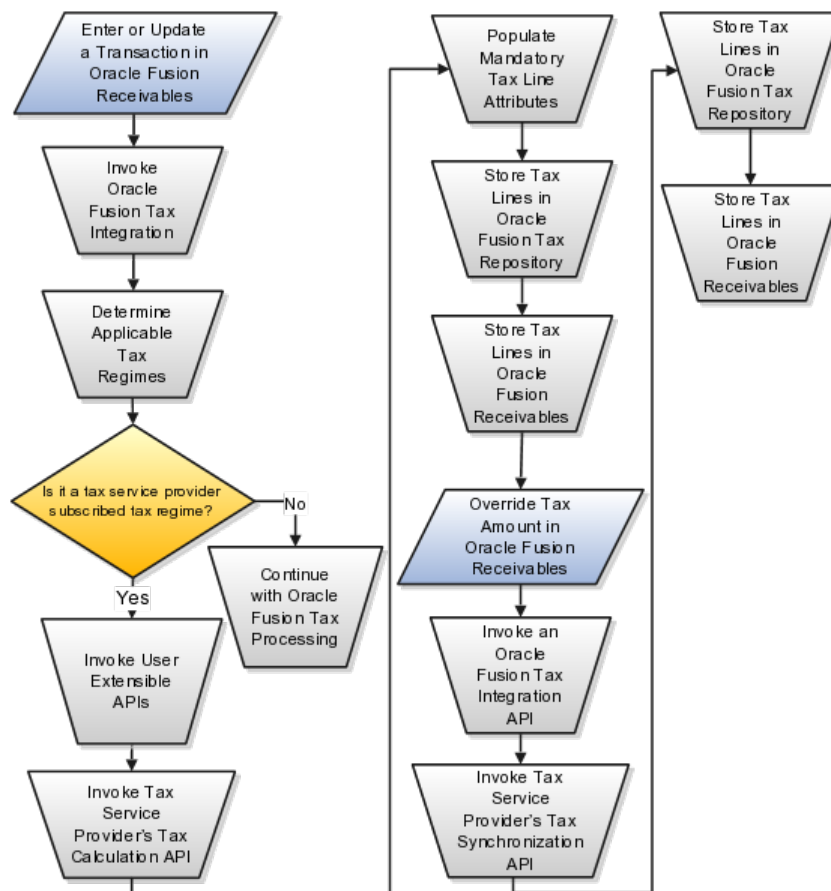 Enter or Update
a Transaction in
Oracle Fusion
Receivables
Invoke
Oracle
Fusion Tax
Integration
Determine
Applicable
Tax
Regimes
Is it a tax service provider
subscribed tax regime?
No
Yes
Continue
with Oracle
Fusion Tax
Processing
Invoke User
Extensible
APIs
Invoke Tax
Service
Provider's Tax
Calculation API
Populate
Mandatory
Tax Line
Attributes
Store Tax
Lines in
Oracle
Fusion Tax
Repository
Store Tax
Lines in
Oracle
Fusion
Receivables
Override Tax
Amount in
Oracle Fusion
Receivables
Invoke an
Oracle
Fusion Tax
Integration
API
Invoke Tax
Service
Provider's Tax
Synchronization
API
Store Tax
Lines in
Oracle
Fusion Tax
Repository
Store Tax
Lines in
Oracle
Fusion
Receivables